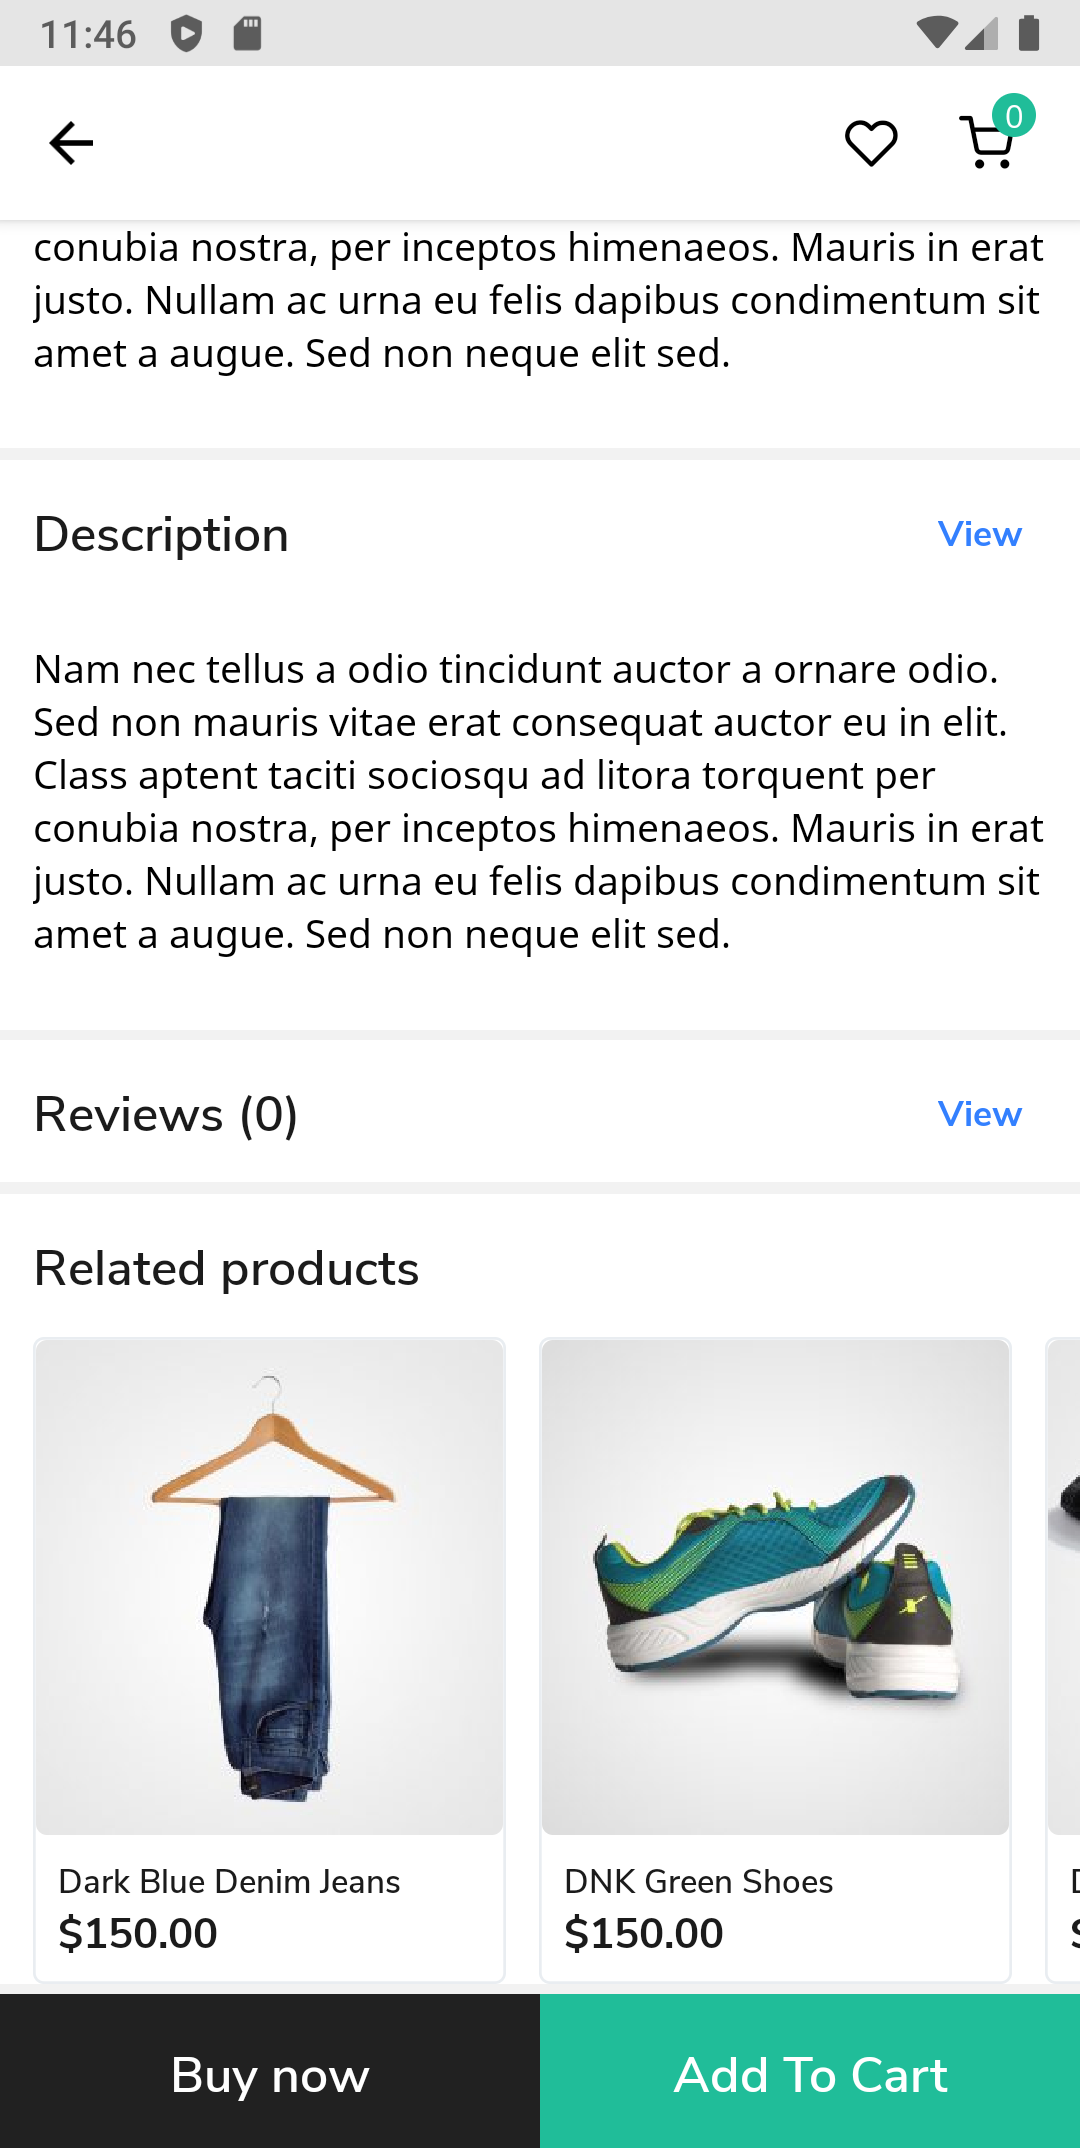 11:46
0
conubia nostra, per inceptos himenaeos. Mauris in erat
justo. Nullam ac urna eu felis dapibus condimentum sit
amet a augue. Sed non neque elit sed.
Description
View
Nam nec tellus a odio tincidunt auctor a ornare odio.
Sed non mauris vitae erat consequat auctor eu in elit.
Class aptent taciti sociosqu ad litora torquent per
conubia nostra, per inceptos himenaeos. Mauris in erat
justo. Nullam ac urna eu felis dapibus condimentum sit
amet a augue. Sed non neque elit sed.
Reviews (0)
View
Related products
Dark Blue Denim Jeans
$150.00
DNK Green Shoes
$150.00
Buy now
Add To Cart